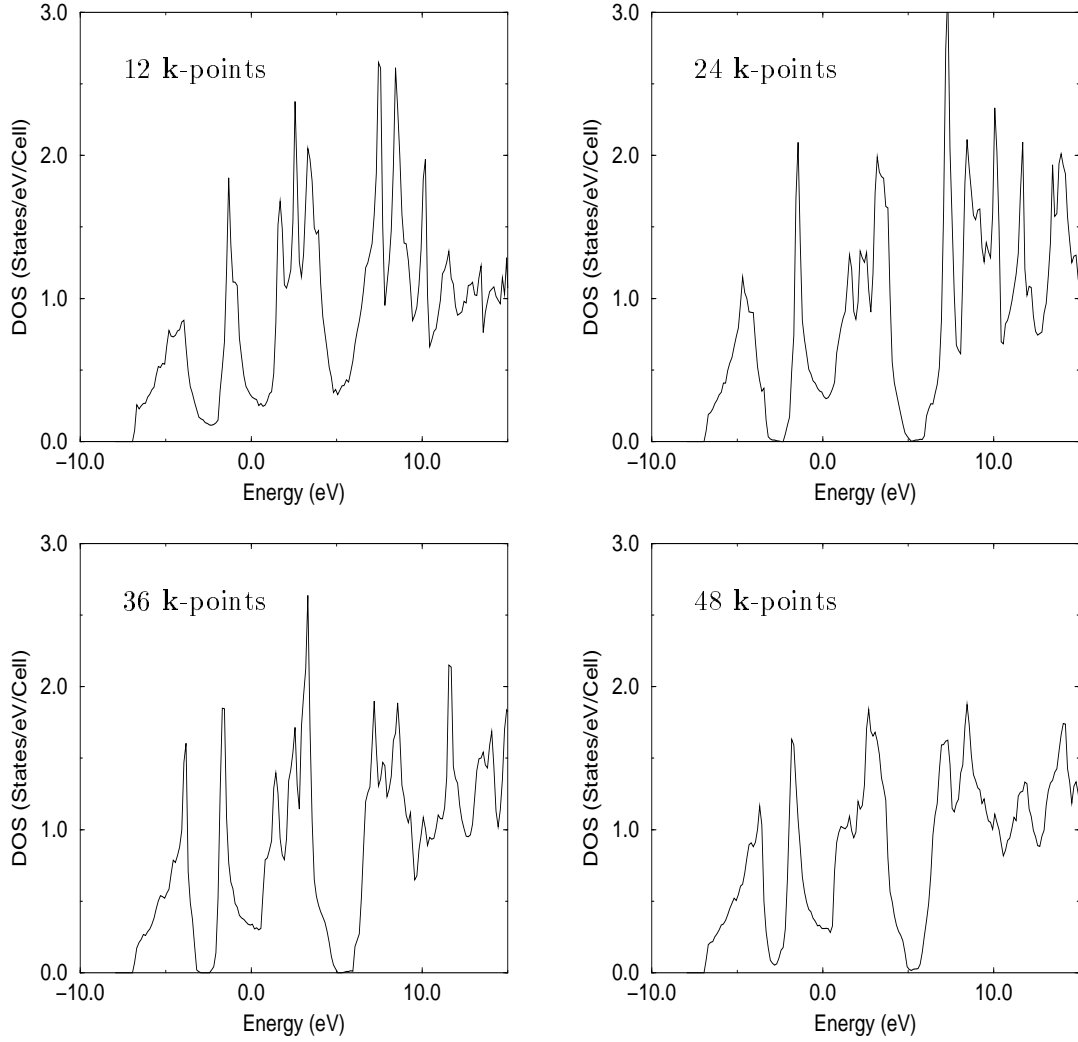 12 k-points
DOS (States/eV/Cell)
3.0
2.0
1.0
0.0
−10.0 0.0 10.0
Energy (eV)
24 k-points
DOS (States/eV/Cell)
3.0
2.0
1.0
0.0
−10.0 0.0 10.0
Energy (eV)
36 k-points
DOS (States/eV/Cell)
3.0
2.0
1.0
0.0
−10.0 0.0 10.0
Energy (eV)
48 k-points
DOS (States/eV/Cell)
3.0
2.0
1.0
0.0
−10.0 0.0 10.0
Energy (eV)